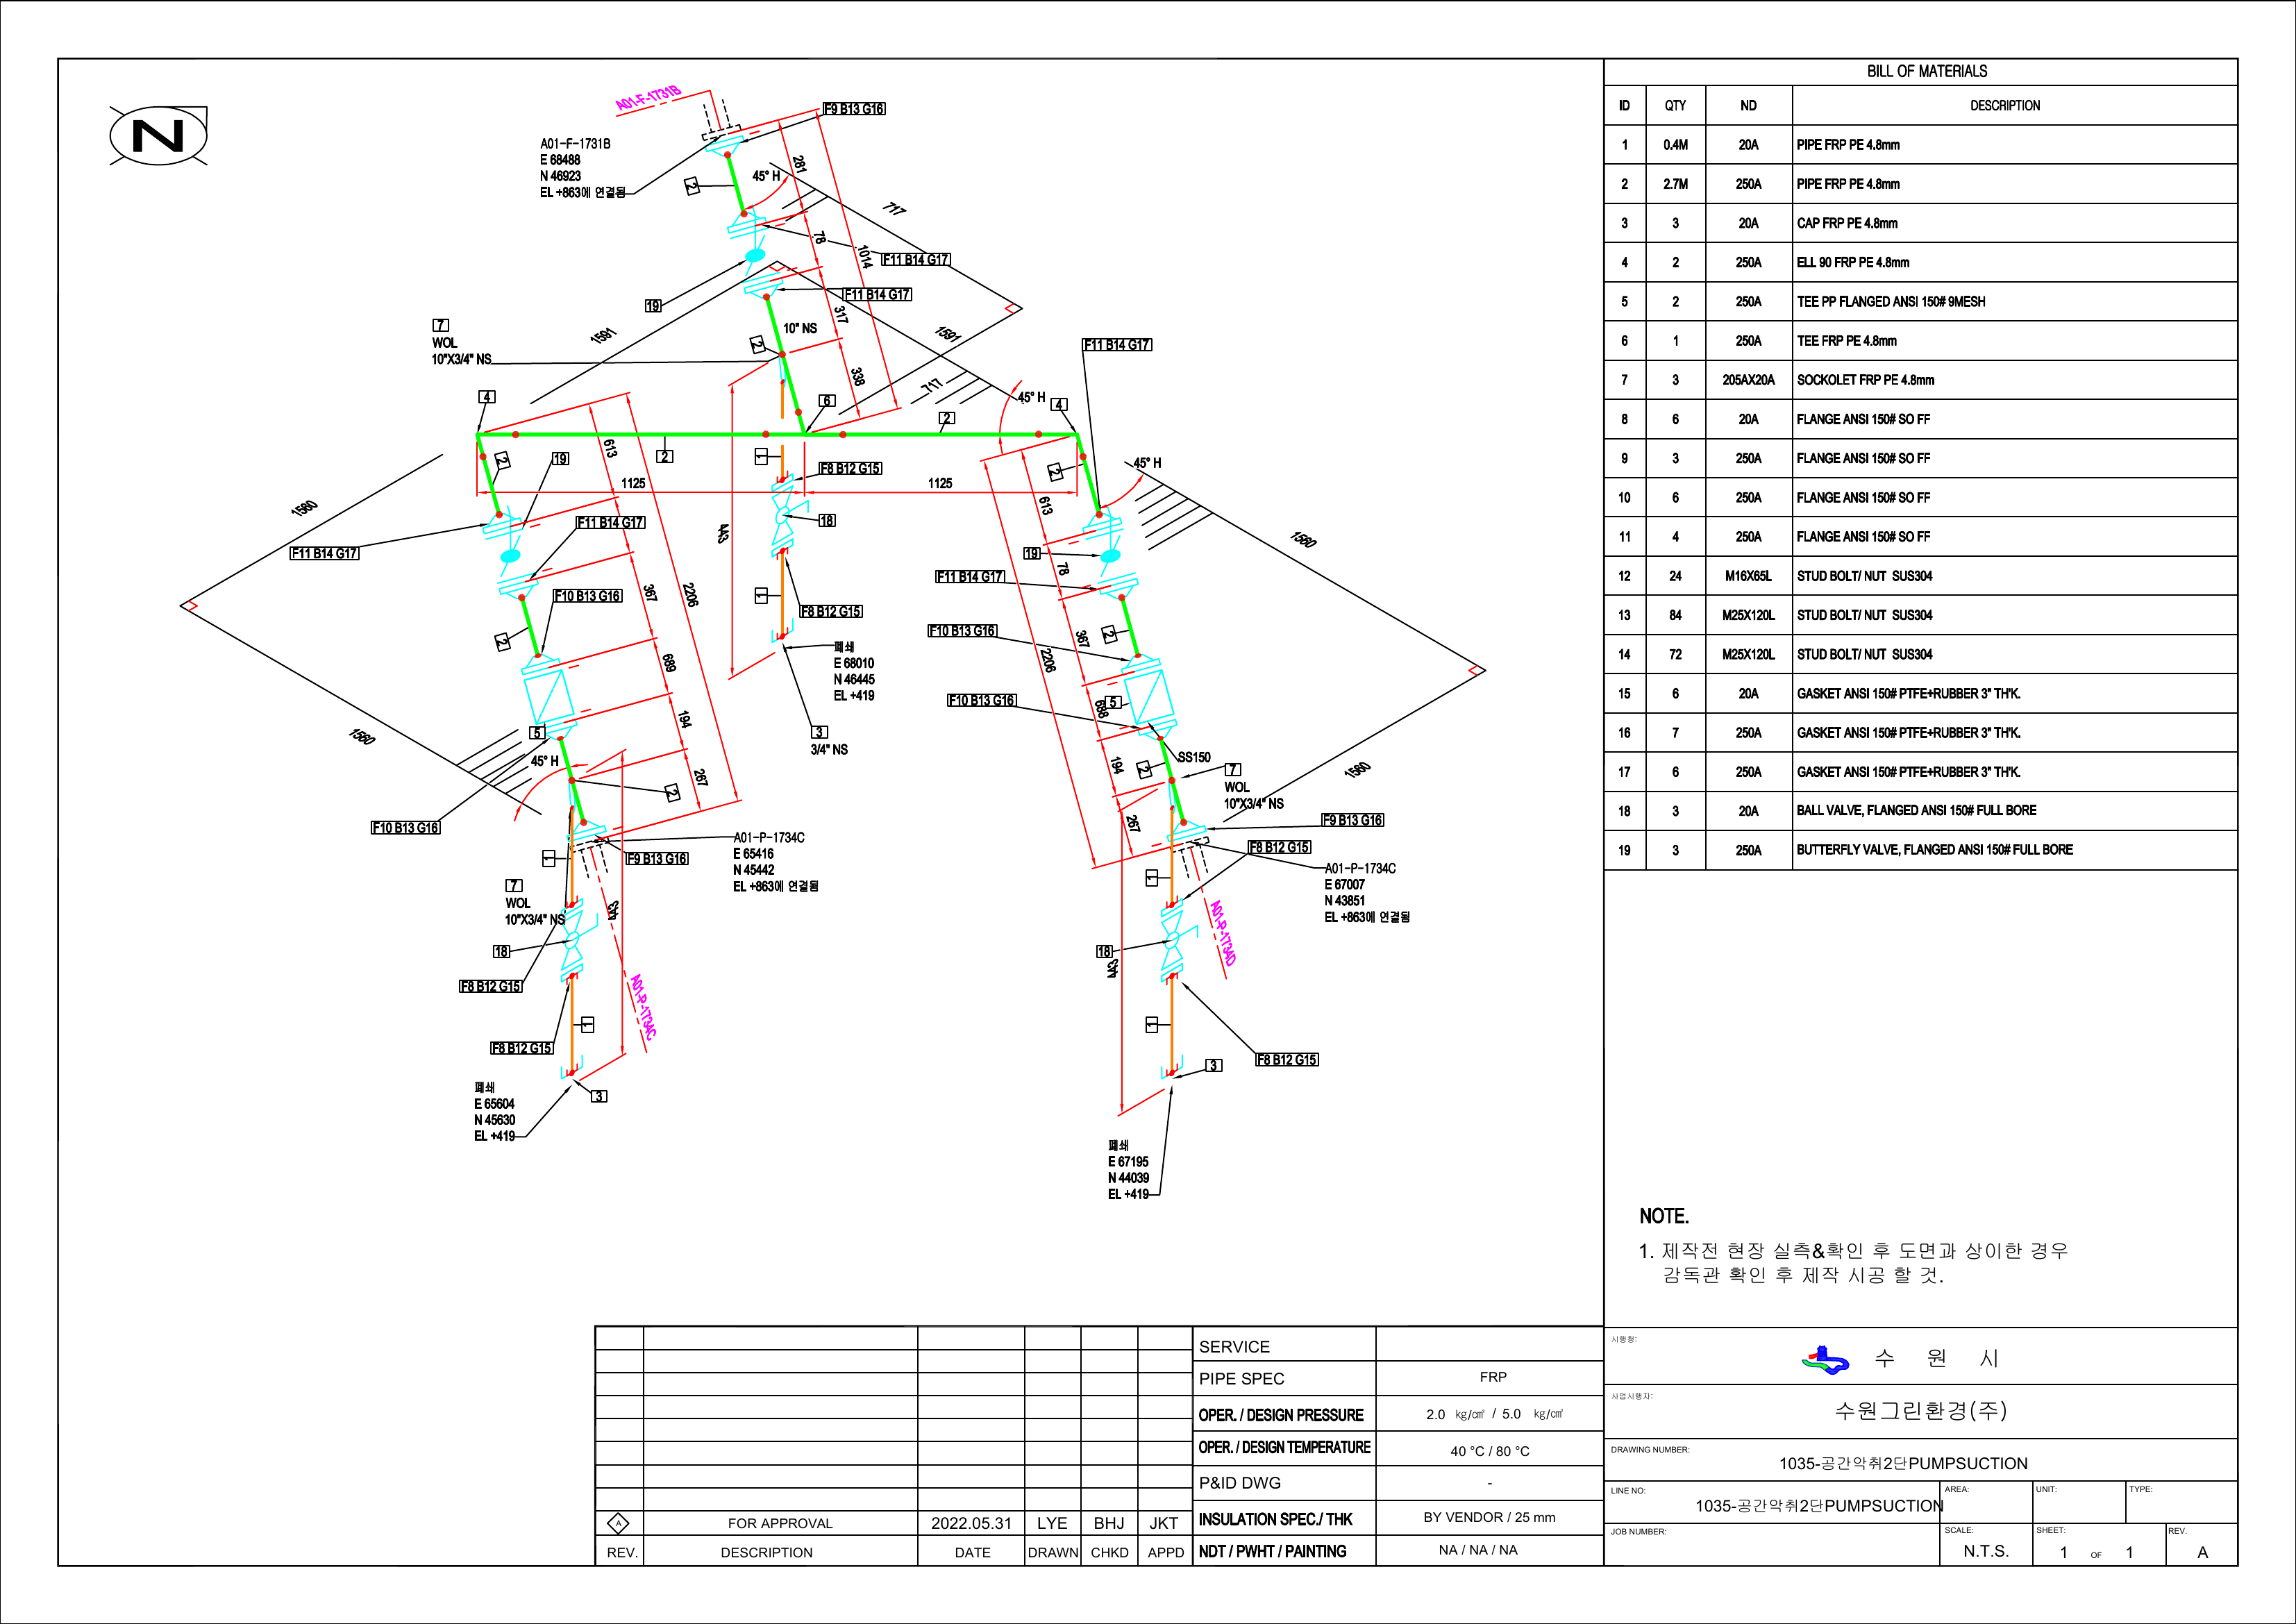 A01-F-1731B
F9 B13 G16
A01-F-1731B
E 68488
N 46923
EL +863에 연결됨
2
281
45° H
717
78
1014
F11 B14 G17
F11 B14 G17
19
317
10" NS
7
WOL
10"X3/4" NS
1591
1591
2
338
717
45° H
F11 B14 G17
4
6
2
4
613
2
19
2
1
F8 B12 G15
1125
1125
2
45° H
613
1560
F11 B14 G17
F11 B14 G17
443
18
19
1560
78
F11 B14 G17
367
2206
F10 B13 G16
1
F8 B12 G15
2
F10 B13 G16
367
2
2206
689
폐쇄
E 68010
N 46445
EL +419
F10 B13 G16
688
5
194
3
3/4" NS
5
1560
45° H
SS150
194
2
7
WOL
10"X3/4" NS
1560
267
2
267
F10 B13 G16
F9 B13 G16
A01-P-1734C
E 65416
N 45442
EL +863에 연결됨
F9 B13 G16
F8 B12 G15
A01-P-1734C
E 67007
N 43851
EL +863에 연결됨
1
1
7
WOL
10"X3/4" NS
443
18
A01-P-1734D
18
443
F8 B12 G15
A01-P-1734C
1
1
F8 B12 G15
F8 B12 G15
3
3
폐쇄
E 65604
N 45630
EL +419
폐쇄
E 67195
N 44039
EL +419
N
BILL OF MATERIALS
ID QTY ND DESCRIPTION
1 0.4M 20A PIPE FRP PE 4.8mm
2 2.7M 250A PIPE FRP PE 4.8mm
3 3 20A CAP FRP PE 4.8mm
4 2 250A ELL 90 FRP PE 4.8mm
5 2 250A TEE PP FLANGED ANSI 150# 9MESH
6 1 250A TEE FRP PE 4.8mm
7 3 205AX20A SOCKOLET FRP PE 4.8mm
8 6 20A FLANGE ANSI 150# SO FF
9 3 250A FLANGE ANSI 150# SO FF
10 6 250A FLANGE ANSI 150# SO FF
11 4 250A FLANGE ANSI 150# SO FF
12 24 M16X65L STUD BOLT/ NUT SUS304
13 84 M25X120L STUD BOLT/ NUT SUS304
14 72 M25X120L STUD BOLT/ NUT SUS304
15 6 20A GASKET ANSI 150# PTFE+RUBBER 3" TH'K.
16 7 250A GASKET ANSI 150# PTFE+RUBBER 3" TH'K.
17 6 250A GASKET ANSI 150# PTFE+RUBBER 3" TH'K.
18 3 20A BALL VALVE, FLANGED ANSI 150# FULL BORE
19 3 250A BUTTERFLY VALVE, FLANGED ANSI 150# FULL BORE
NOTE.
1. 제작전 현장 실측&확인 후 도면과 상이한 경우
감독관 확인 후 제작 시공 할 것.
시행청:
수 원 시
사업시행자:
수원그린환경(주)
DRAWING NUMBER:
1035-공간악취2단PUMPSUCTION
LINE NO: AREA: UNIT: TYPE:
1035-공간악취2단PUMPSUCTION
JOB NUMBER: SCALE: SHEET: REV.
N.T.S. 1 OF 1 A
SERVICE
PIPE SPEC FRP
OPER. / DESIGN PRESSURE 2.0 ㎏/㎠ / 5.0 ㎏/㎠
OPER. / DESIGN TEMPERATURE 40 °C / 80 °C
P&ID DWG -
INSULATION SPEC./ THK BY VENDOR / 25 mm
NDT / PWHT / PAINTING NA / NA / NA
A FOR APPROVAL 2022.05.31 LYE BHJ JKT
REV. DESCRIPTION DATE DRAWN CHKD APPD